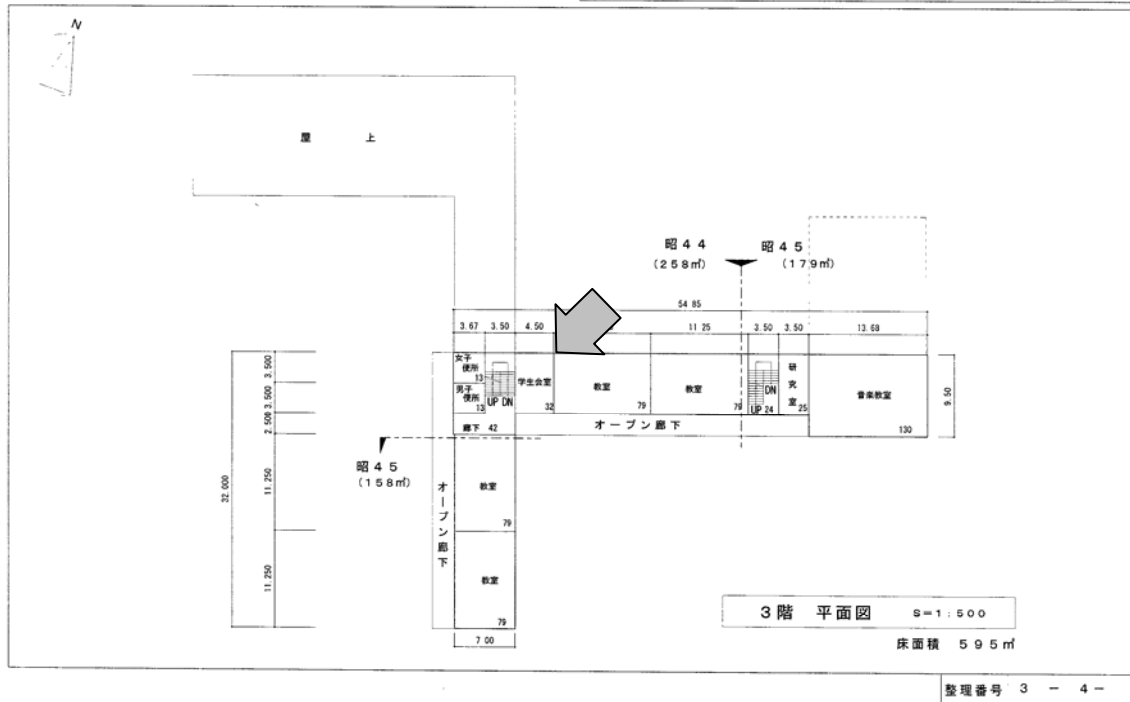 N
屋 上
昭44 昭45
(258㎡) (179㎡)
54 85
3.67 3.50 4.50 11 25 3.50 3.50 13.68
女子
便所
13
男子
便所
13
UP DN
学生会室
32
教室
79
教室
79
DN
UP 24
研究室
25
音楽教室
130
9.50
3.500
3.500
2.500
11.250
11.250
32.000
廊下 42
オープン廊下
昭45
(158㎡)
オープン廊下
教室
79
教室
79
7 00
3階 平面図 S=1:500
床面積 595㎡
整理番号 3 - 4-